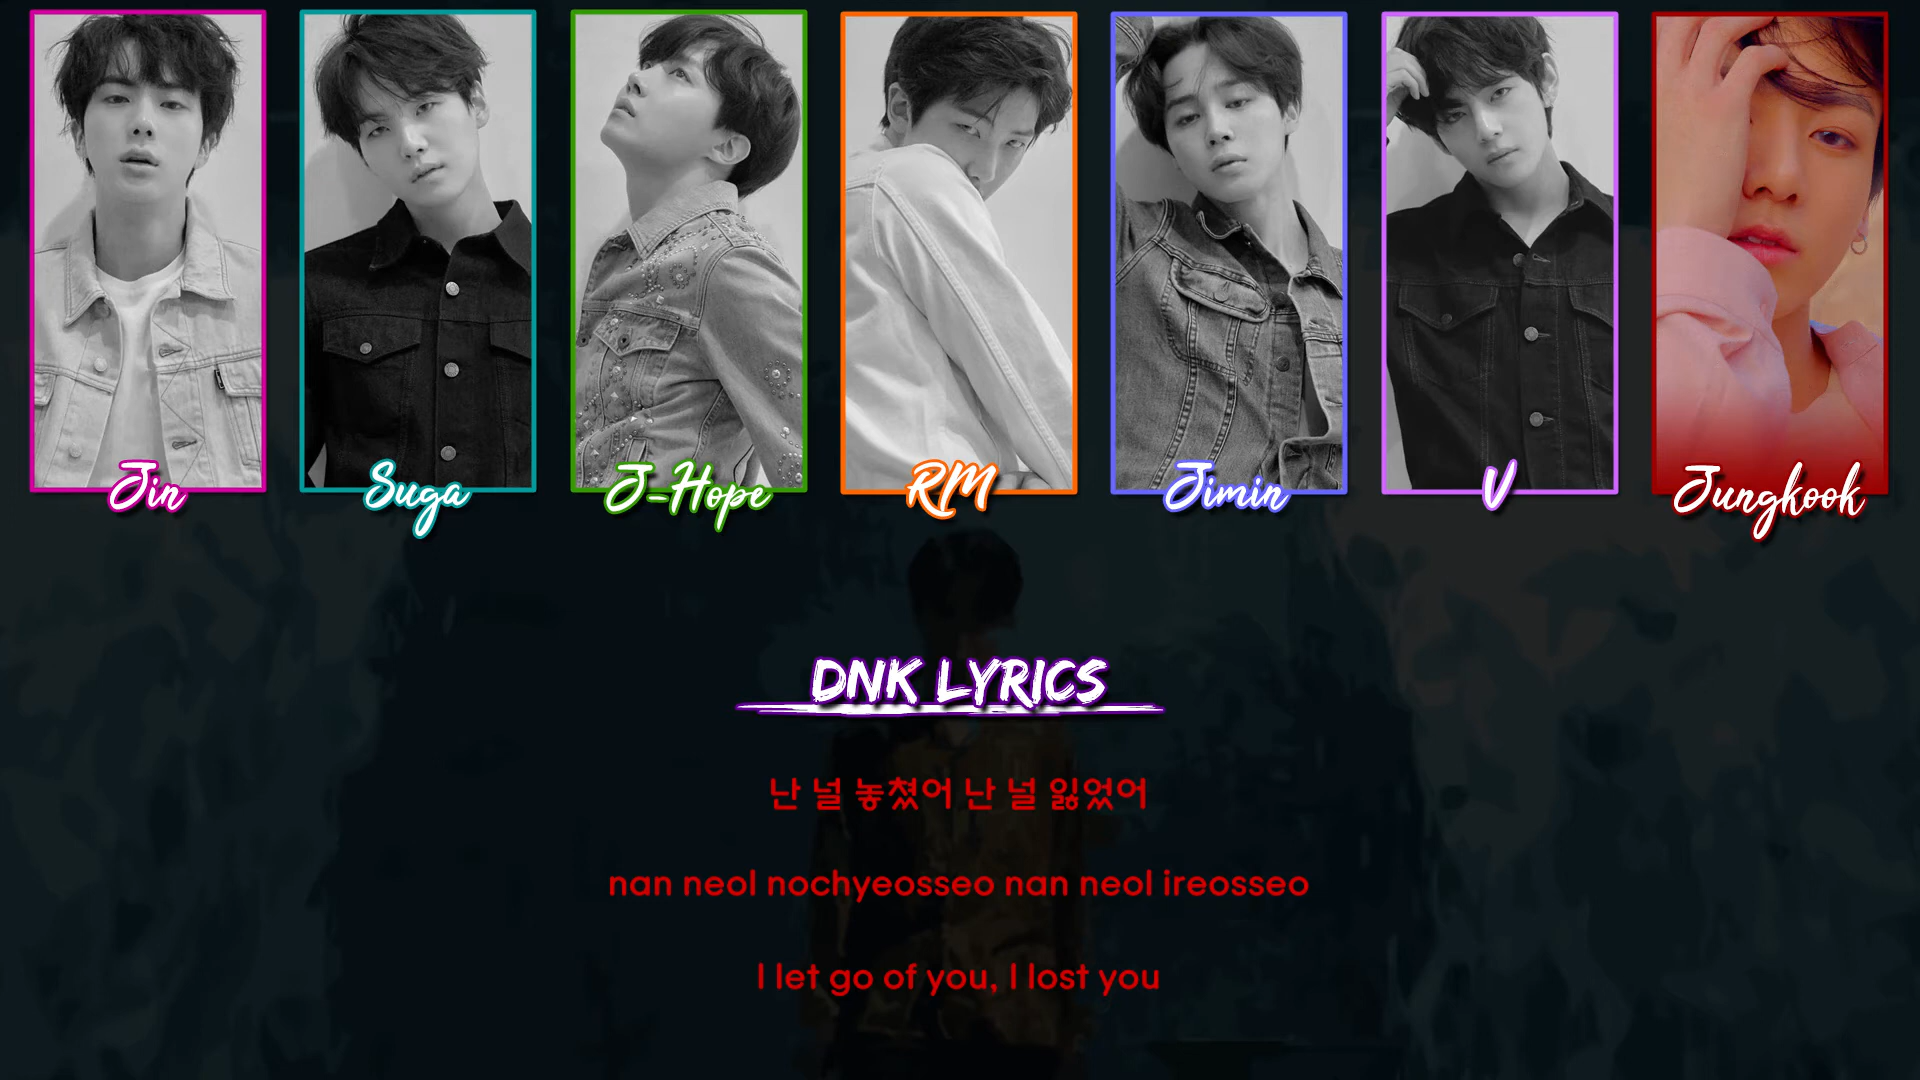 Jin
Suga
J-Hope
RM
Jimin
V
Jungkook
DNK LYRICS
난 널 놓쳤어 난 널 잃었어
nan neol nochyeosseo nan neol ireosseo
I let go of you, I lost you